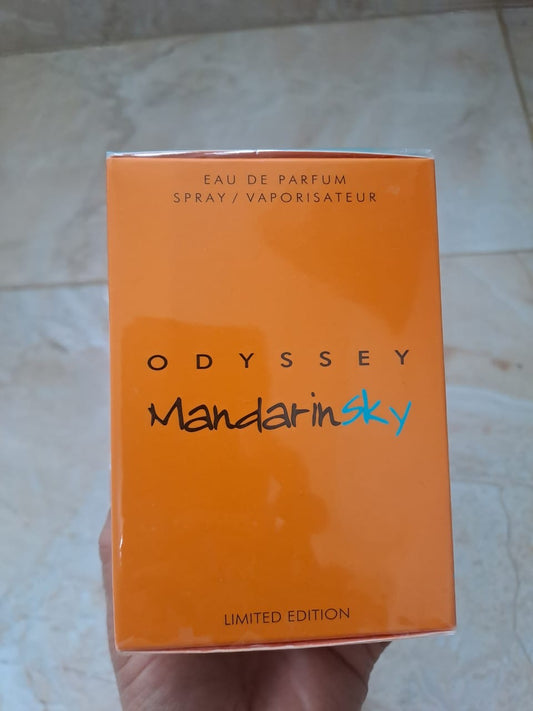 EAU DE PARFUM
SPRAY / VAPORISATEUR
ODYSSEY
MandarinSky
LIMITED EDITION